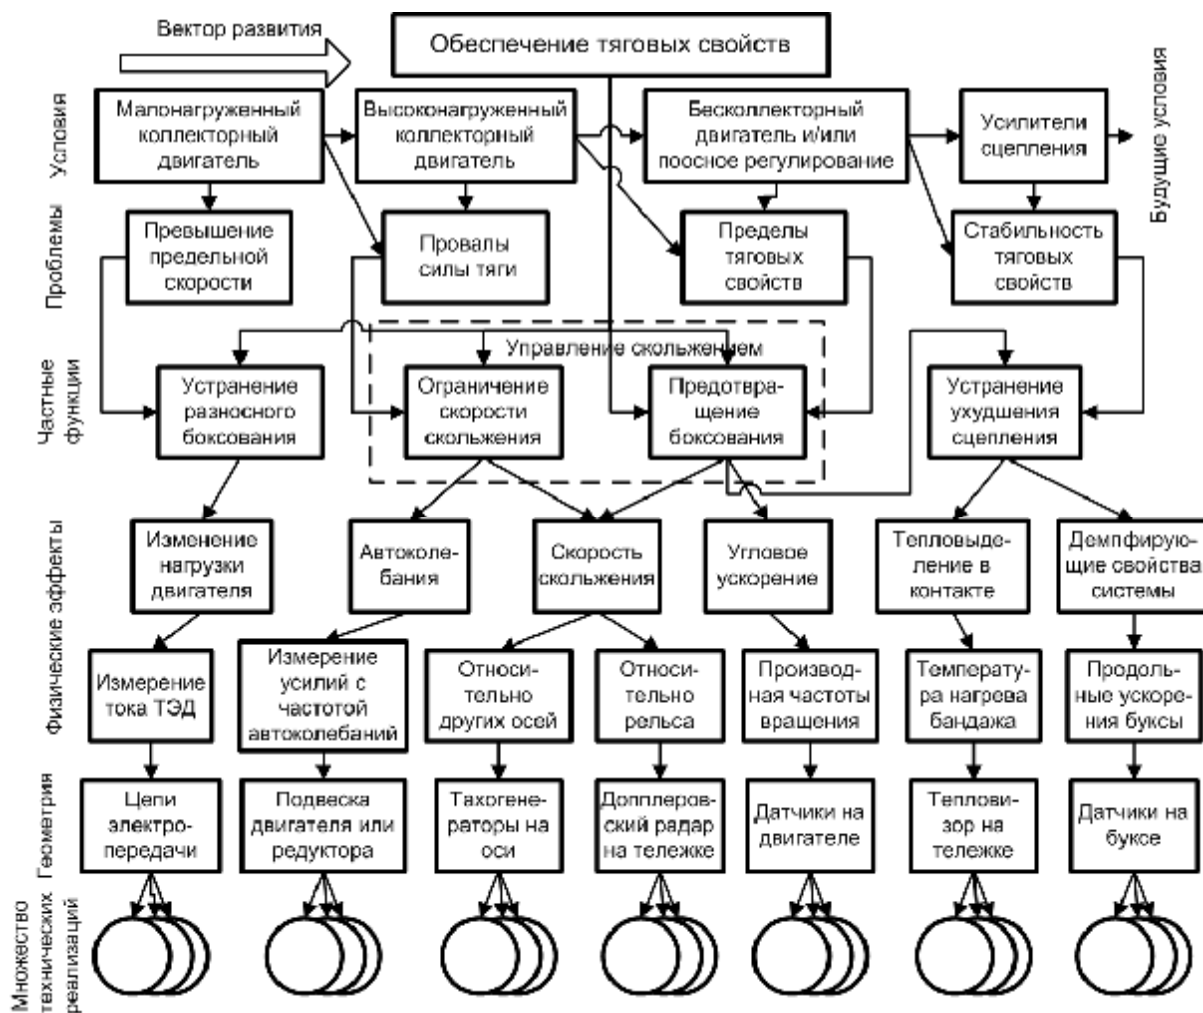 Вектор развития
Обеспечение тяговых свойств
Условия
Малонагруженный
коллекторный
двигатель
Высоконагруженный
коллекторный
двигатель
Бесколлекторный
двигатель и/или
поосное регулирование
Усилители
сцепления
Будущие условия
Проблемы
Превышение
предельной
скорости
Провалы
силы тяги
Пределы
тяговых
свойств
Стабильность
тяговых
свойств
Управление скольжением
Частные
функции
Устранение
разносного
боксования
Ограничение
скорости
скольжения
Предотвра-
щение
боксования
Устранение
ухудшения
сцепления
Физические эффекты
Изменение
нагрузки
двигателя
Автоколе-
бания
Скорость
скольжения
Угловое
ускорение
Тепловыде-
ление в
контакте
Демпфирую-
щие свойства
системы
Измерение
тока ТЭД
Измерение
усилий с
частотой
автоколебаний
Относи-
тельно
других осей
Относи-
тельно
рельса
Производ-
ная частоты
вращения
Температу-
ра нагрева
бандажа
Продоль-
ные ускоре-
ния буксы
Геометрия
Цепи
электро-
передачи
Подвеска
двигателя или
редуктора
Тахогене-
раторы на
оси
Допплеров-
ский радар
на тележке
Датчики на
двигателе
Теплови-
зор на
тележке
Датчики на
буксе
Множество
технических
реализаций